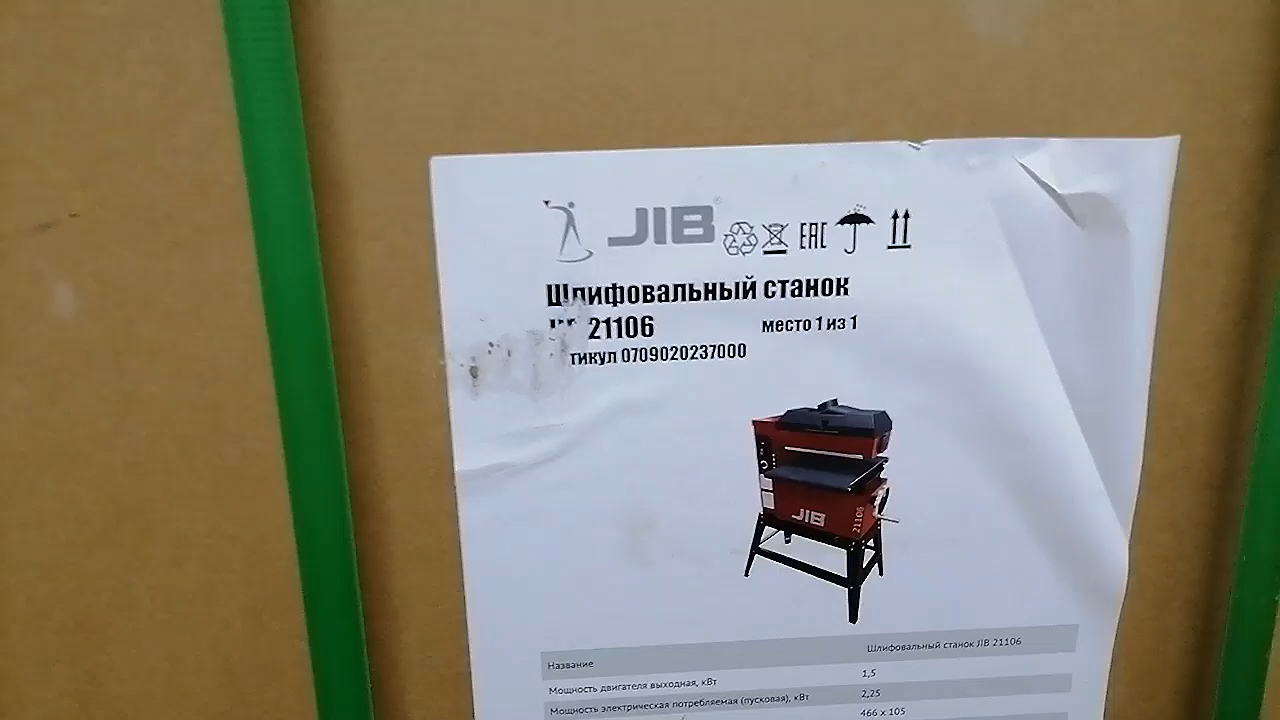 JIB
EAC
Шлифовальный станок
21106 место 1 из 1
тикул 0709020237000
JIB
21106
Название Шлифовальный станок JIB 21106
Мощность двигателя выходная, кВт 1,5
Мощность электрическая потребляемая (пусковая), кВт 2,25
466 x 105